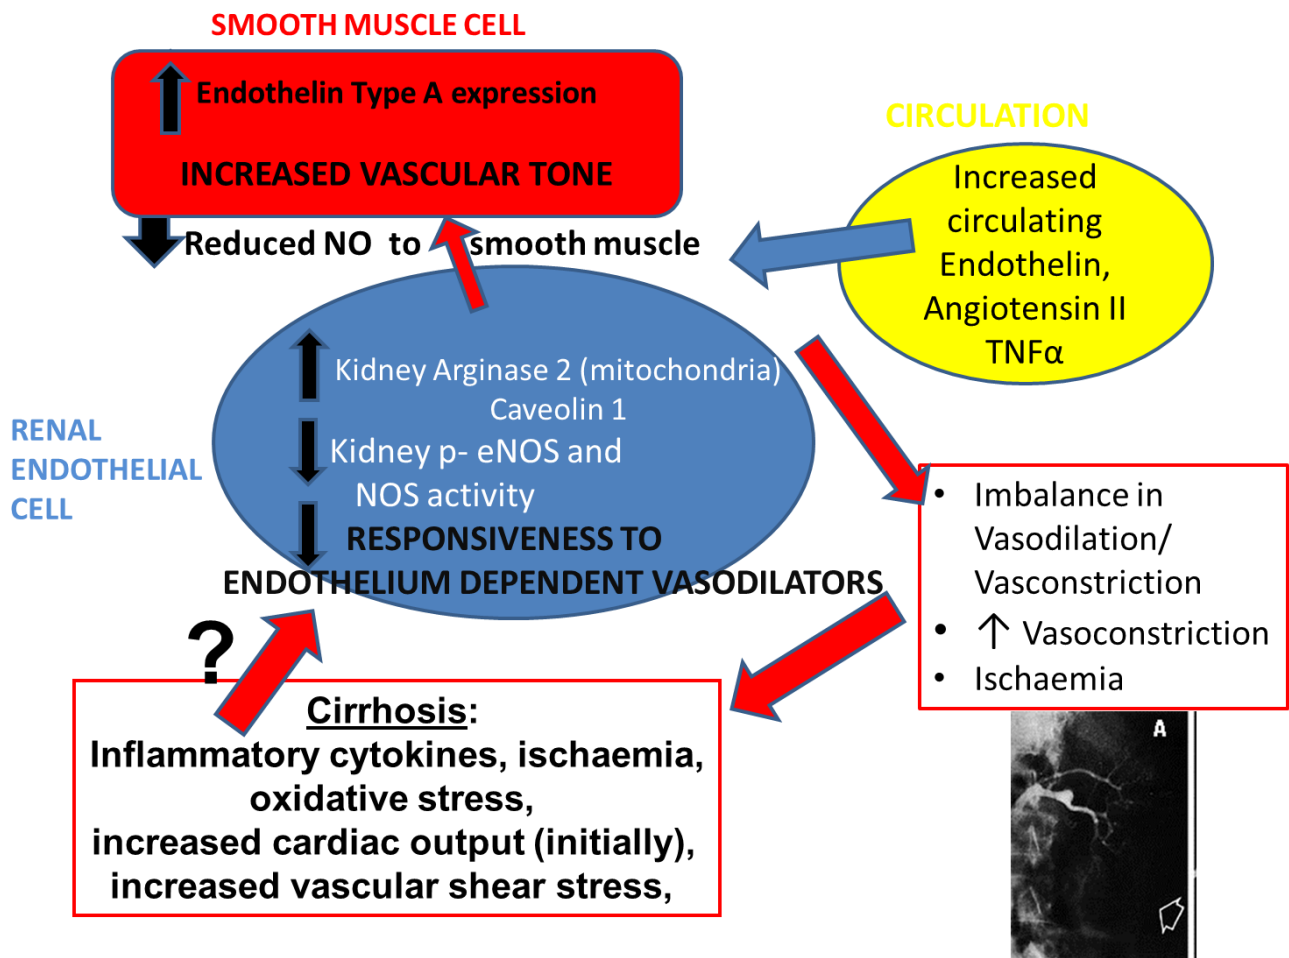 SMOOTH MUSCLE CELL
Endothelin Type A expression
INCREASED VASCULAR TONE
Reduced NO to smooth muscle
CIRCULATION
Increased
circulating
Endothelin,
Angiotensin II
TNFα
RENAL
ENDOTHELIAL
CELL
Kidney Arginase 2 (mitochondria)
Caveolin 1
Kidney p- eNOS and
NOS activity
RESPONSIVENESS TO
ENDOTHELIUM DEPENDENT VASODILATORS
• Imbalance in
Vasodilation/
Vasconstriction
• ↑ Vasoconstriction
• Ischaemia
?
Cirrhosis:
Inflammatory cytokines, ischaemia,
oxidative stress,
increased cardiac output (initially),
increased vascular shear stress,
A